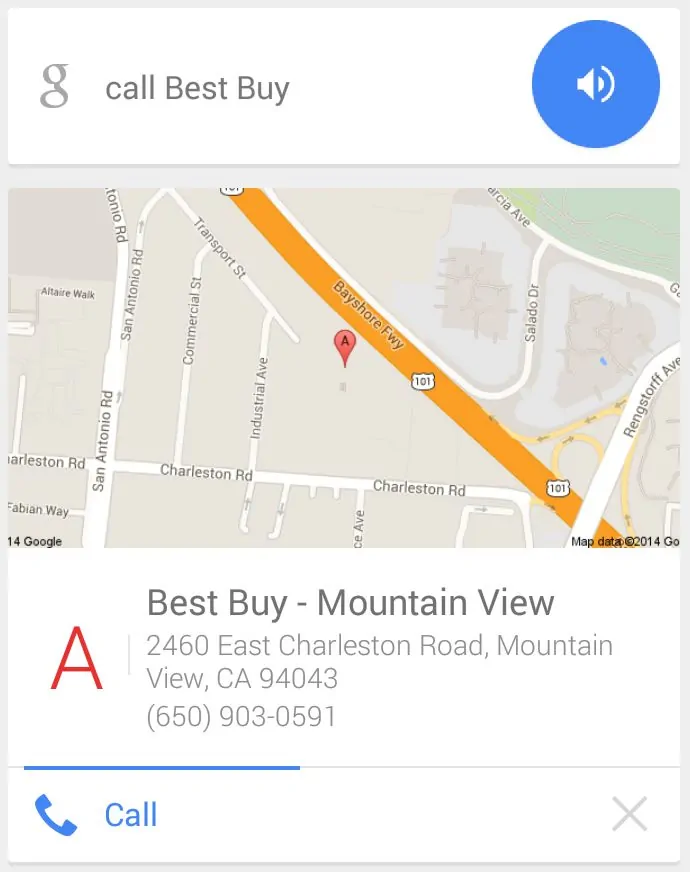 g call Best Buy
101
tonio Rd
arcia Ave
Transport St
San Antonio Rd
Altaire Walk
Commercial St
Bayshore Fwy
Salado Dr
A
101
Industrial Ave
Rengstorff Ave
San Antonio Rd
harleston Rd
Charleston Rd
Charleston Rd
101
Fabian Way
ce Ave
14 Google
Map data ©2014 Go
A
Best Buy - Mountain View
2460 East Charleston Road, Mountain
View, CA 94043
(650) 903-0591
Call